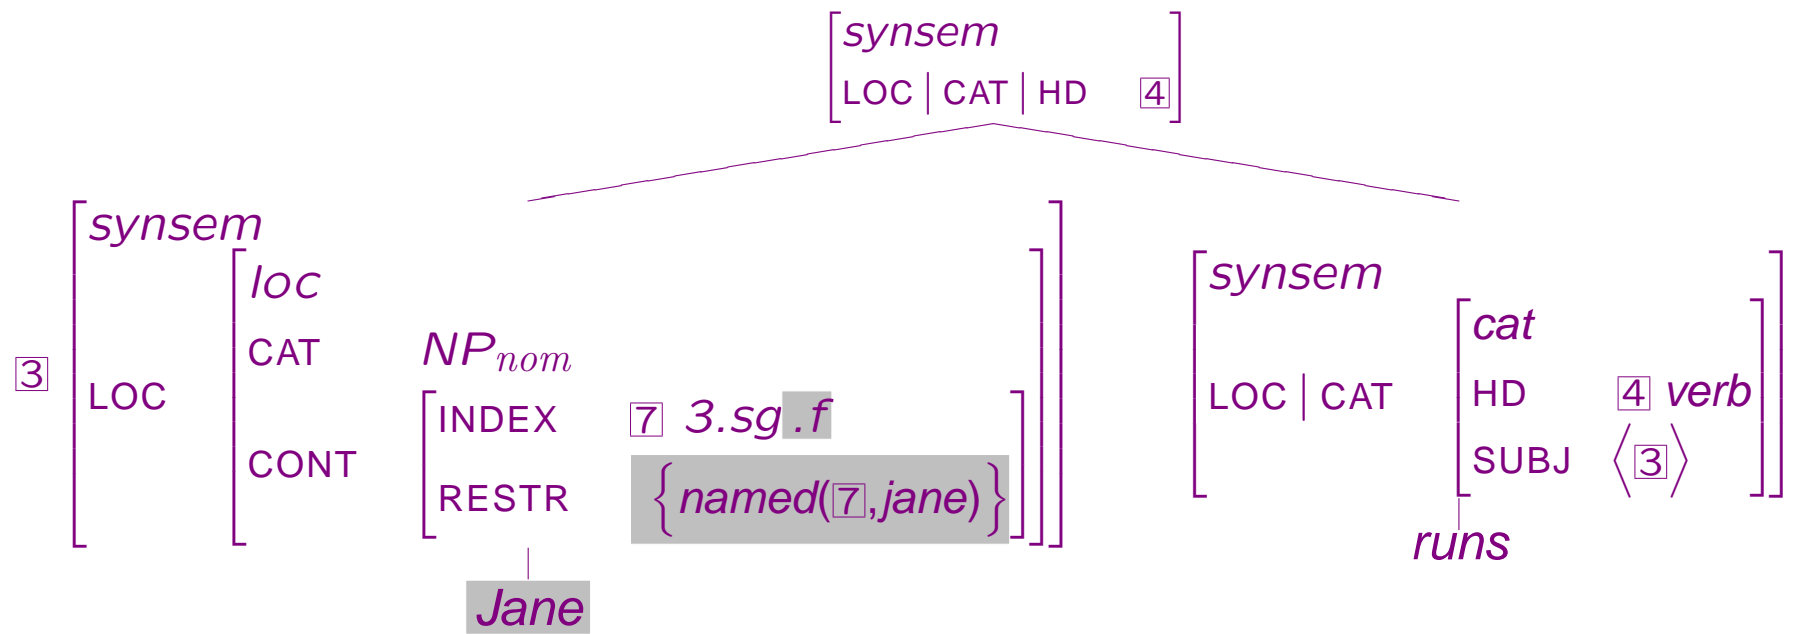 synsem
LOC | CAT | HD 4
synsem
loc
CAT NPnom
3 LOC
INDEX 7 3.sg.f
CONT
RESTR {named(7,jane)}
Jane
synsem
cat
LOC | CAT
HD 4 verb
SUBJ ⟨3⟩
runs